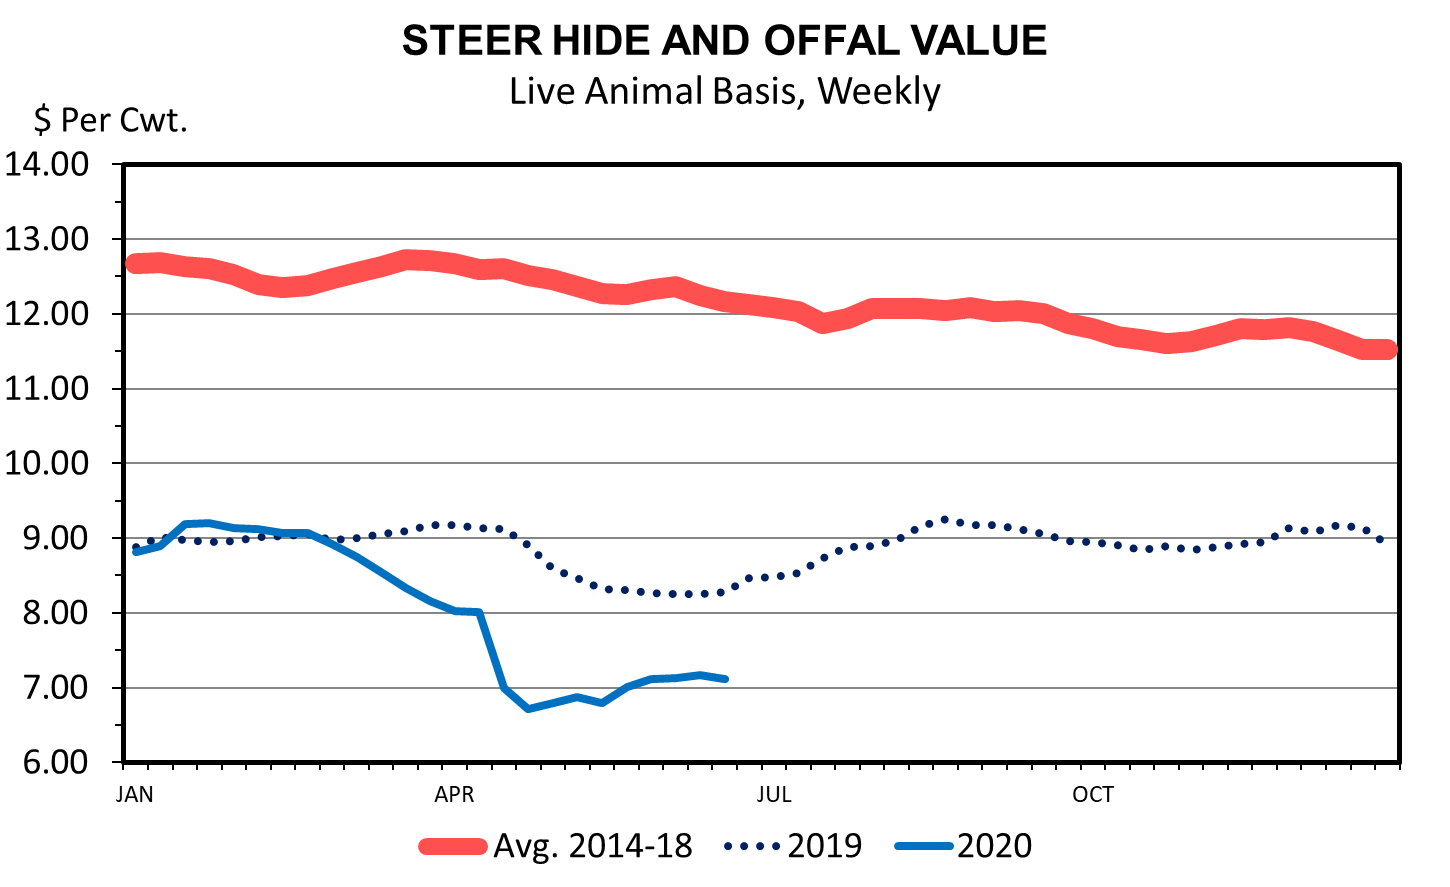 STEER HIDE AND OFFAL VALUE
Live Animal Basis, Weekly
$ Per Cwt.
14.00
13.00
12.00
11.00
10.00
9.00
8.00
7.00
6.00
JAN APR JUL OCT
Avg. 2014-18 2019 2020